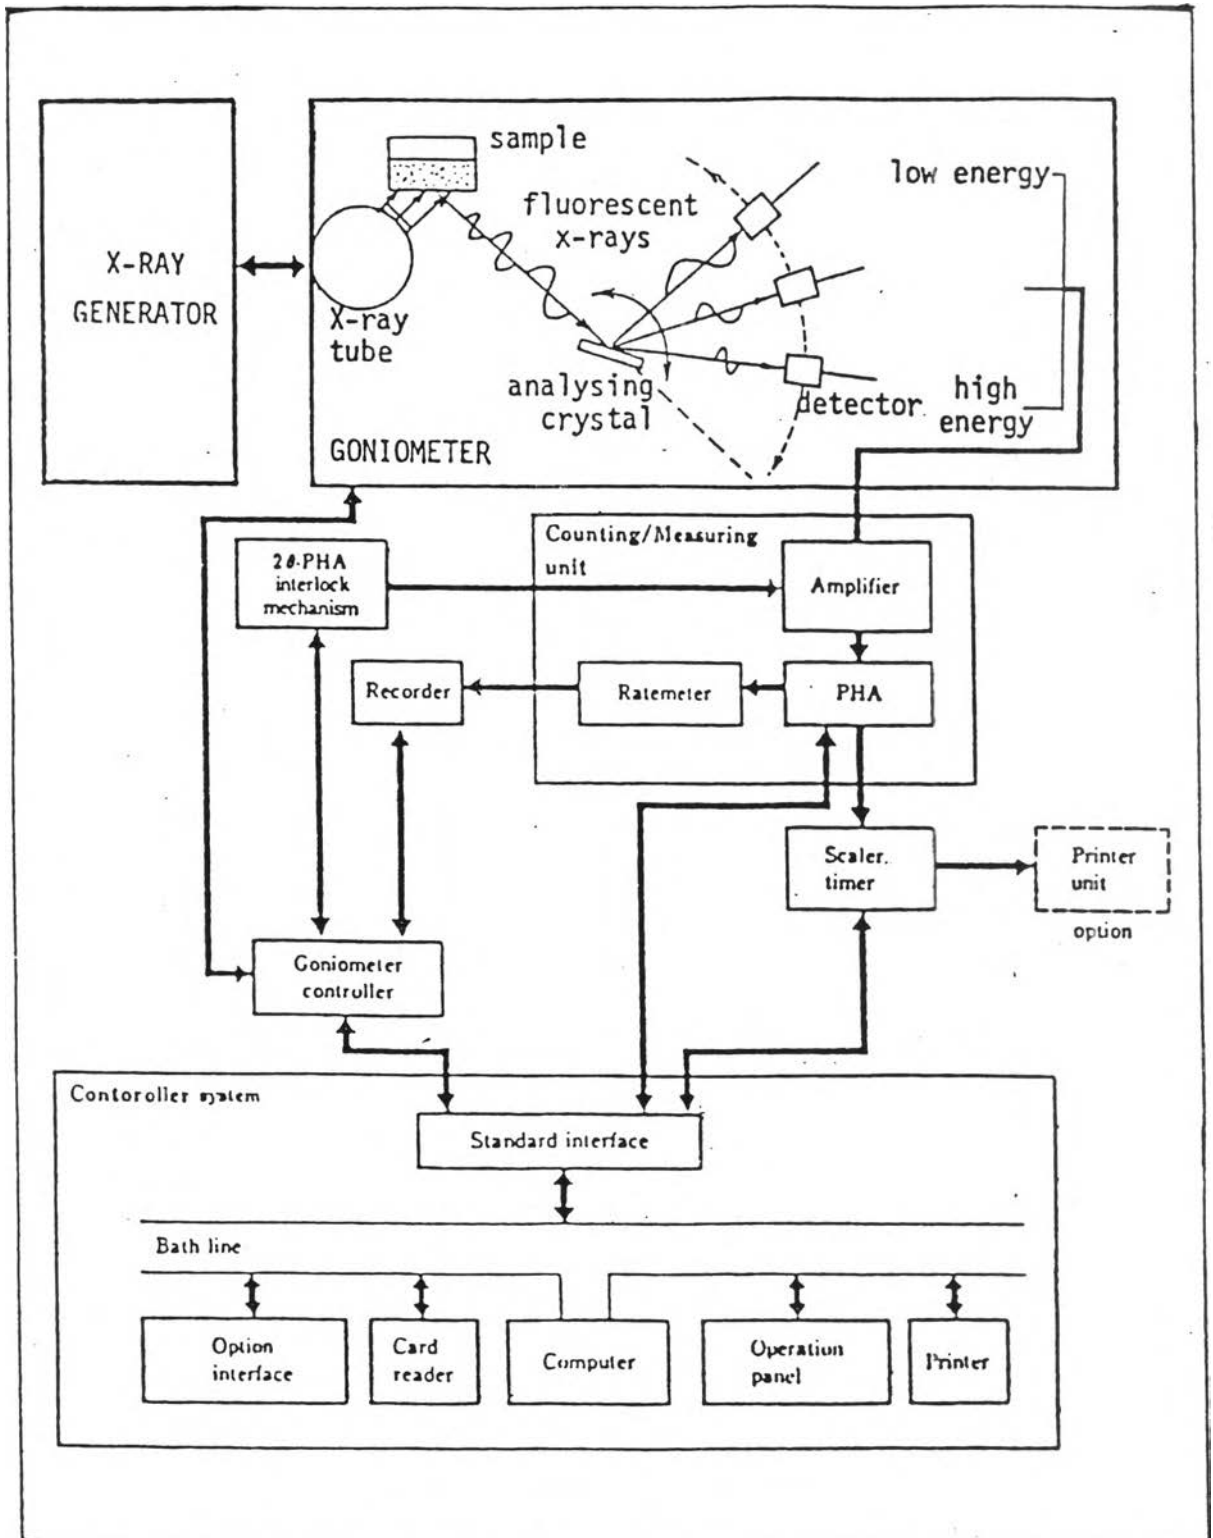 sample
low energy
fluorescent
x-rays
X-RAY
GENERATOR
X-ray
tube
analysing
crystal
detector
high
energy
GONIOMETER
Counting/Measuring
unit
2θ-PHA
interlock
mechanism
Amplifier
Recorder
Ratemeter
PHA
Scaler,
timer
Printer
unit
option
Goniometer
controller
Contoroller system
Standard interface
Bath line
Option
interface
Card
reader
Computer
Operation
panel
Printer